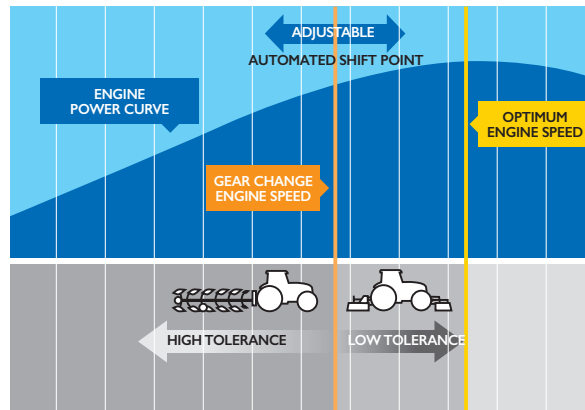 ADJUSTABLE
AUTOMATED SHIFT POINT
ENGINE
POWER CURVE
OPTIMUM
ENGINE SPEED
GEAR CHANGE
ENGINE SPEED
HIGH TOLERANCE
LOW TOLERANCE